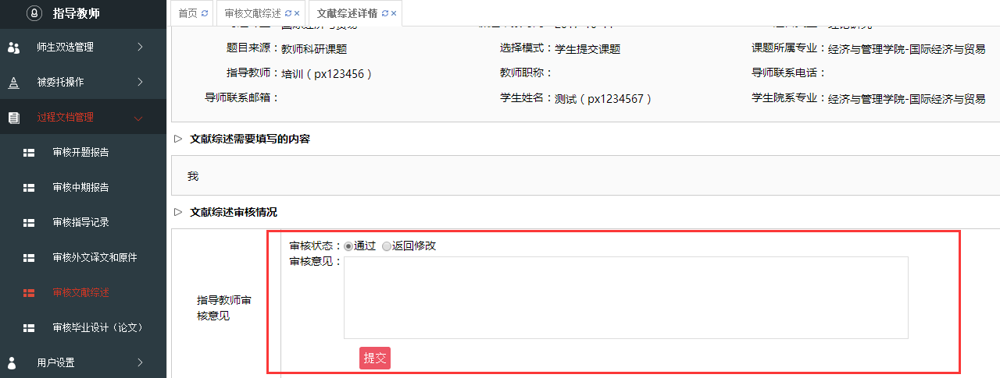 指导教师
首页
审核文献综述
文献综述详情
师生双选管理
被委托操作
过程文档管理
审核开题报告
审核中期报告
审核指导记录
审核外文译文和原件
审核文献综述
审核毕业设计（论文）
用户设置
题目来源：教师科研课题 选择模式：学生提交课题 课题所属专业：经济与管理学院-国际经济与贸易
指导教师：培训（px123456） 教师职称： 导师联系电话：
导师联系邮箱： 学生姓名：测试（px1234567） 学生院系专业：经济与管理学院-国际经济与贸易
文献综述需要填写的内容
我
文献综述审核情况
指导教师审
核意见
审核状态：通过 返回修改
审核意见：
提交